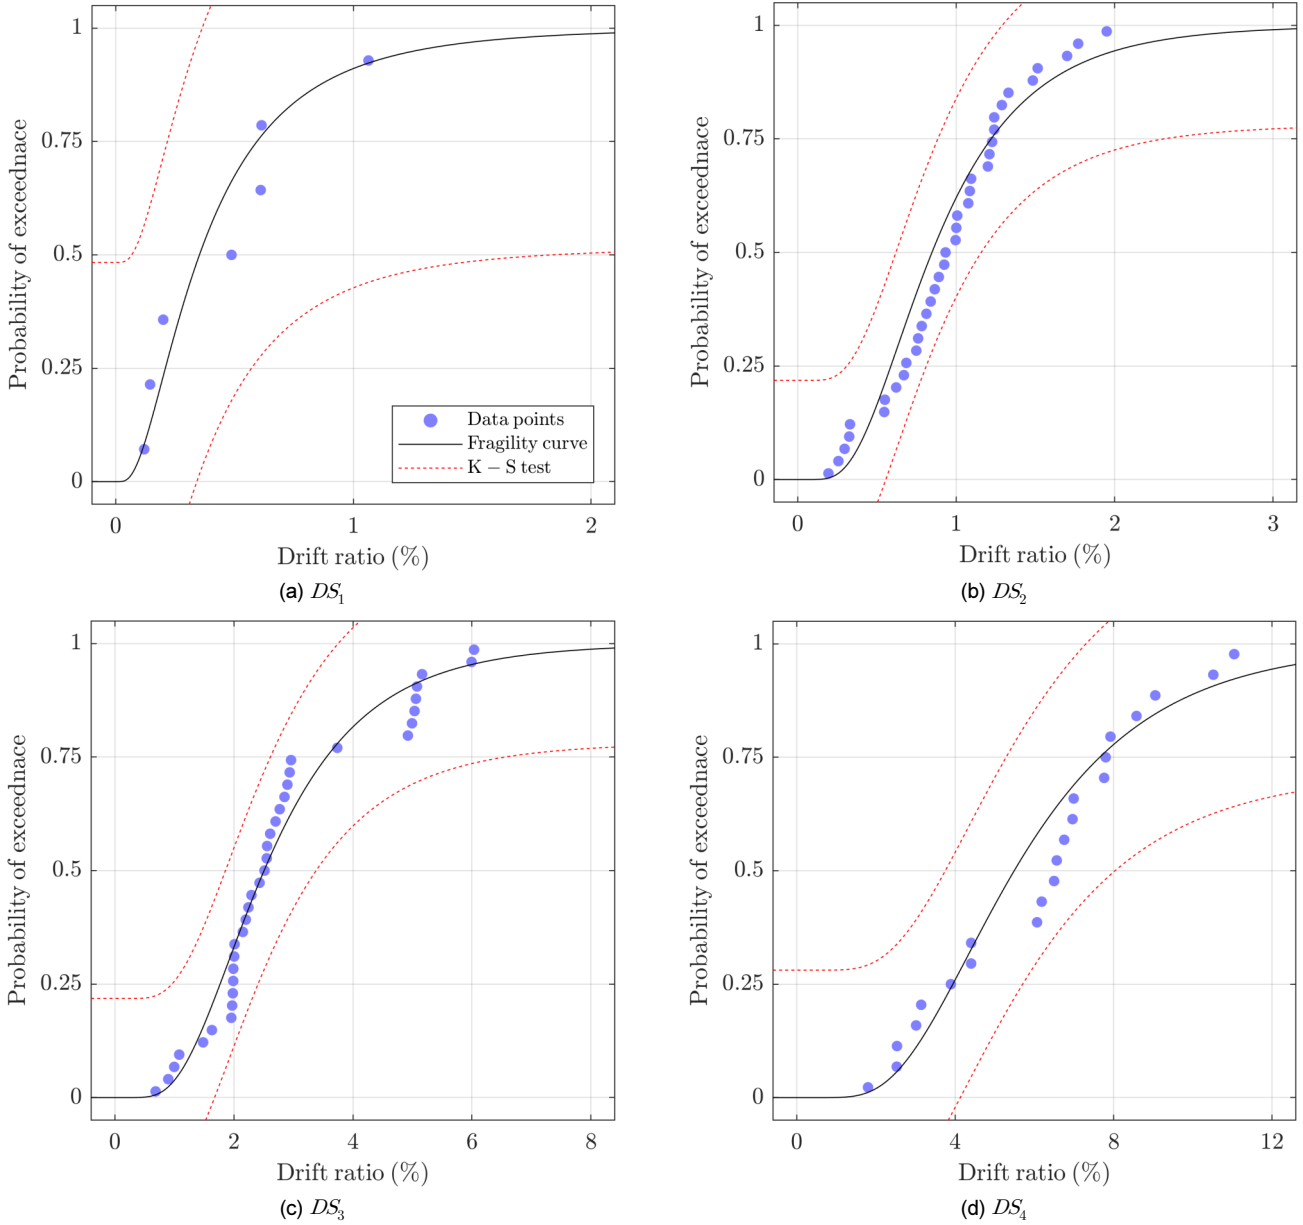 1
0.75
0.5
0.25
0
Probability of exceednace
Data points
Fragility curve
K − S test
0 1 2
Drift ratio (%)
(a) DS1
1
0.75
0.5
0.25
0
Probability of exceednace
0 1 2 3
Drift ratio (%)
(b) DS2
1
0.75
0.5
0.25
0
Probability of exceednace
0 2 4 6 8
Drift ratio (%)
(c) DS3
1
0.75
0.5
0.25
0
Probability of exceednace
0 4 8 12
Drift ratio (%)
(d) DS4